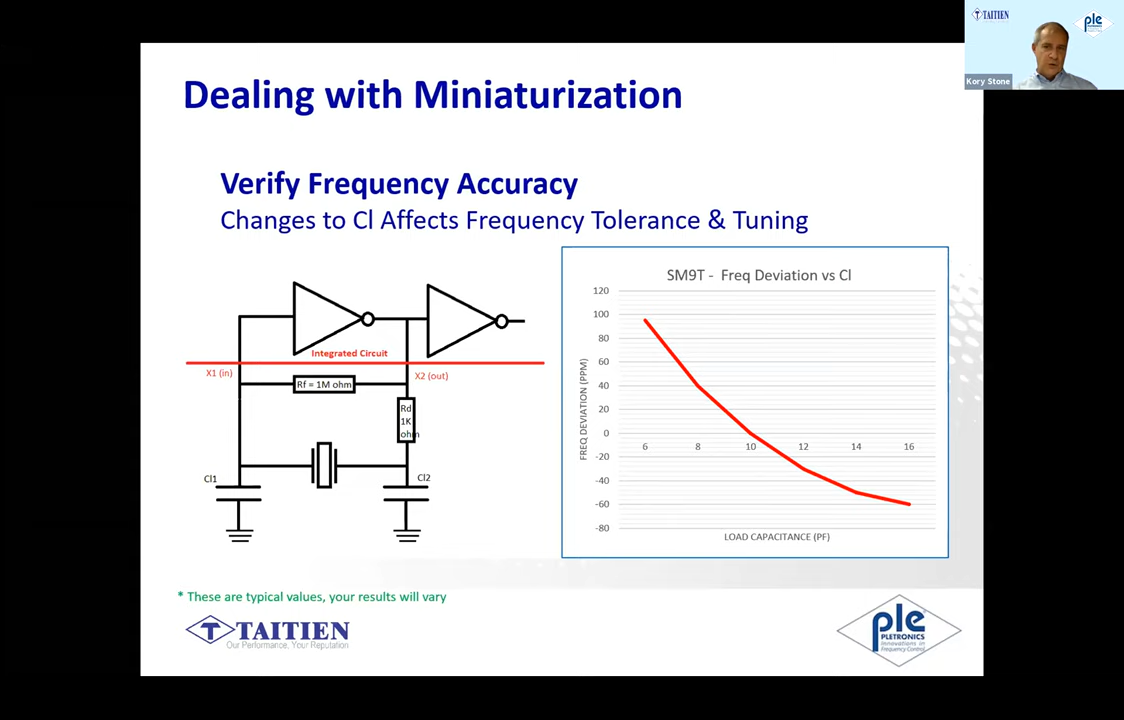 TAITIEN
ple
Kory Stone
Dealing with Miniaturization
Verify Frequency Accuracy
Changes to Cl Affects Frequency Tolerance & Tuning
Integrated Circuit
X1 (in)
X2 (out)
Rf = 1M ohm
Rd
1K
ohm
Cl1
Cl2
SM9T - Freq Deviation vs Cl
FREQ DEVIATION (PPM)
120
100
80
60
40
20
0
-20
-40
-60
-80
6 8 10 12 14 16
LOAD CAPACITANCE (PF)
* These are typical values, your results will vary
T TAITIEN
Our Performance, Your Reputation
ple
PLETRONICS
Innovations in
Frequency Control